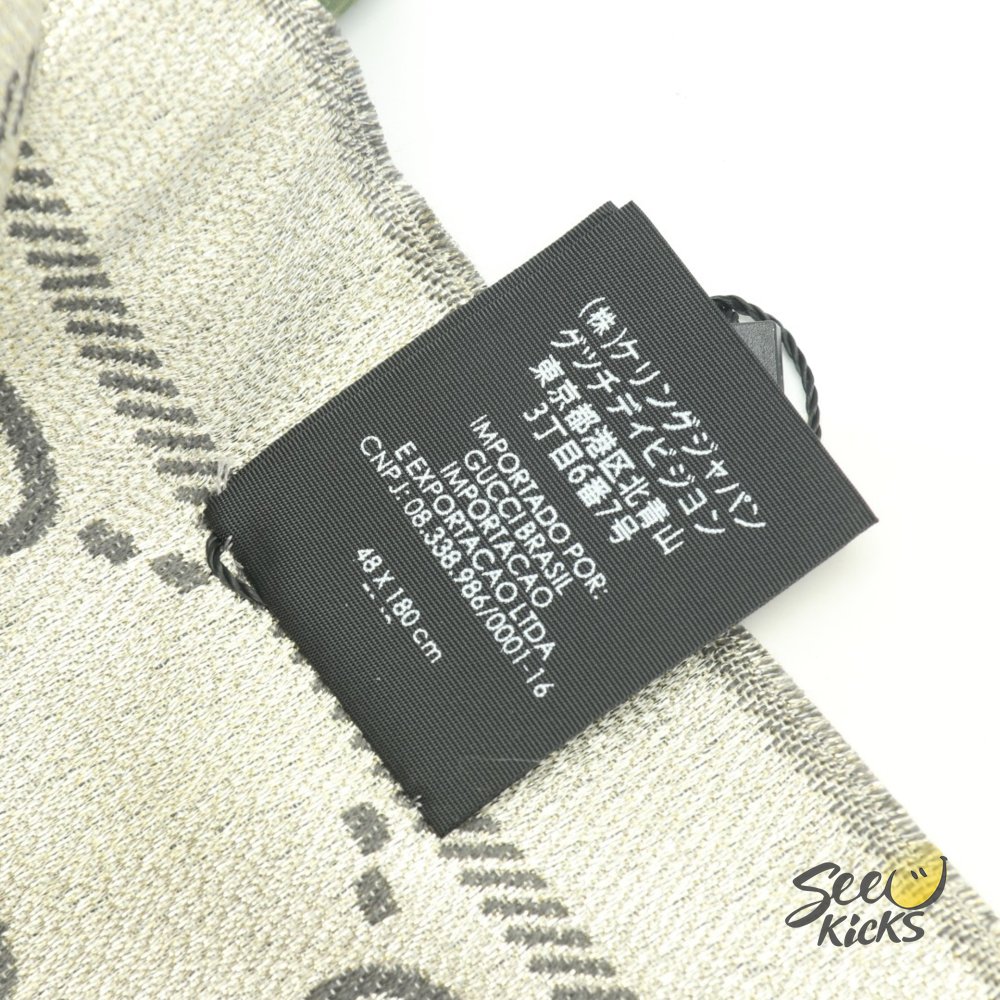 (株)ケリングジャパン
グッチディビジョン
東京都港区北青山
3丁目6番7号
IMPORTADO POR:
GUCCI BRASIL
IMPORTACAO
E EXPORTACAO LTDA
CNPJ: 08.338.986/0001-16
48 X 180 cm
See
KicKS